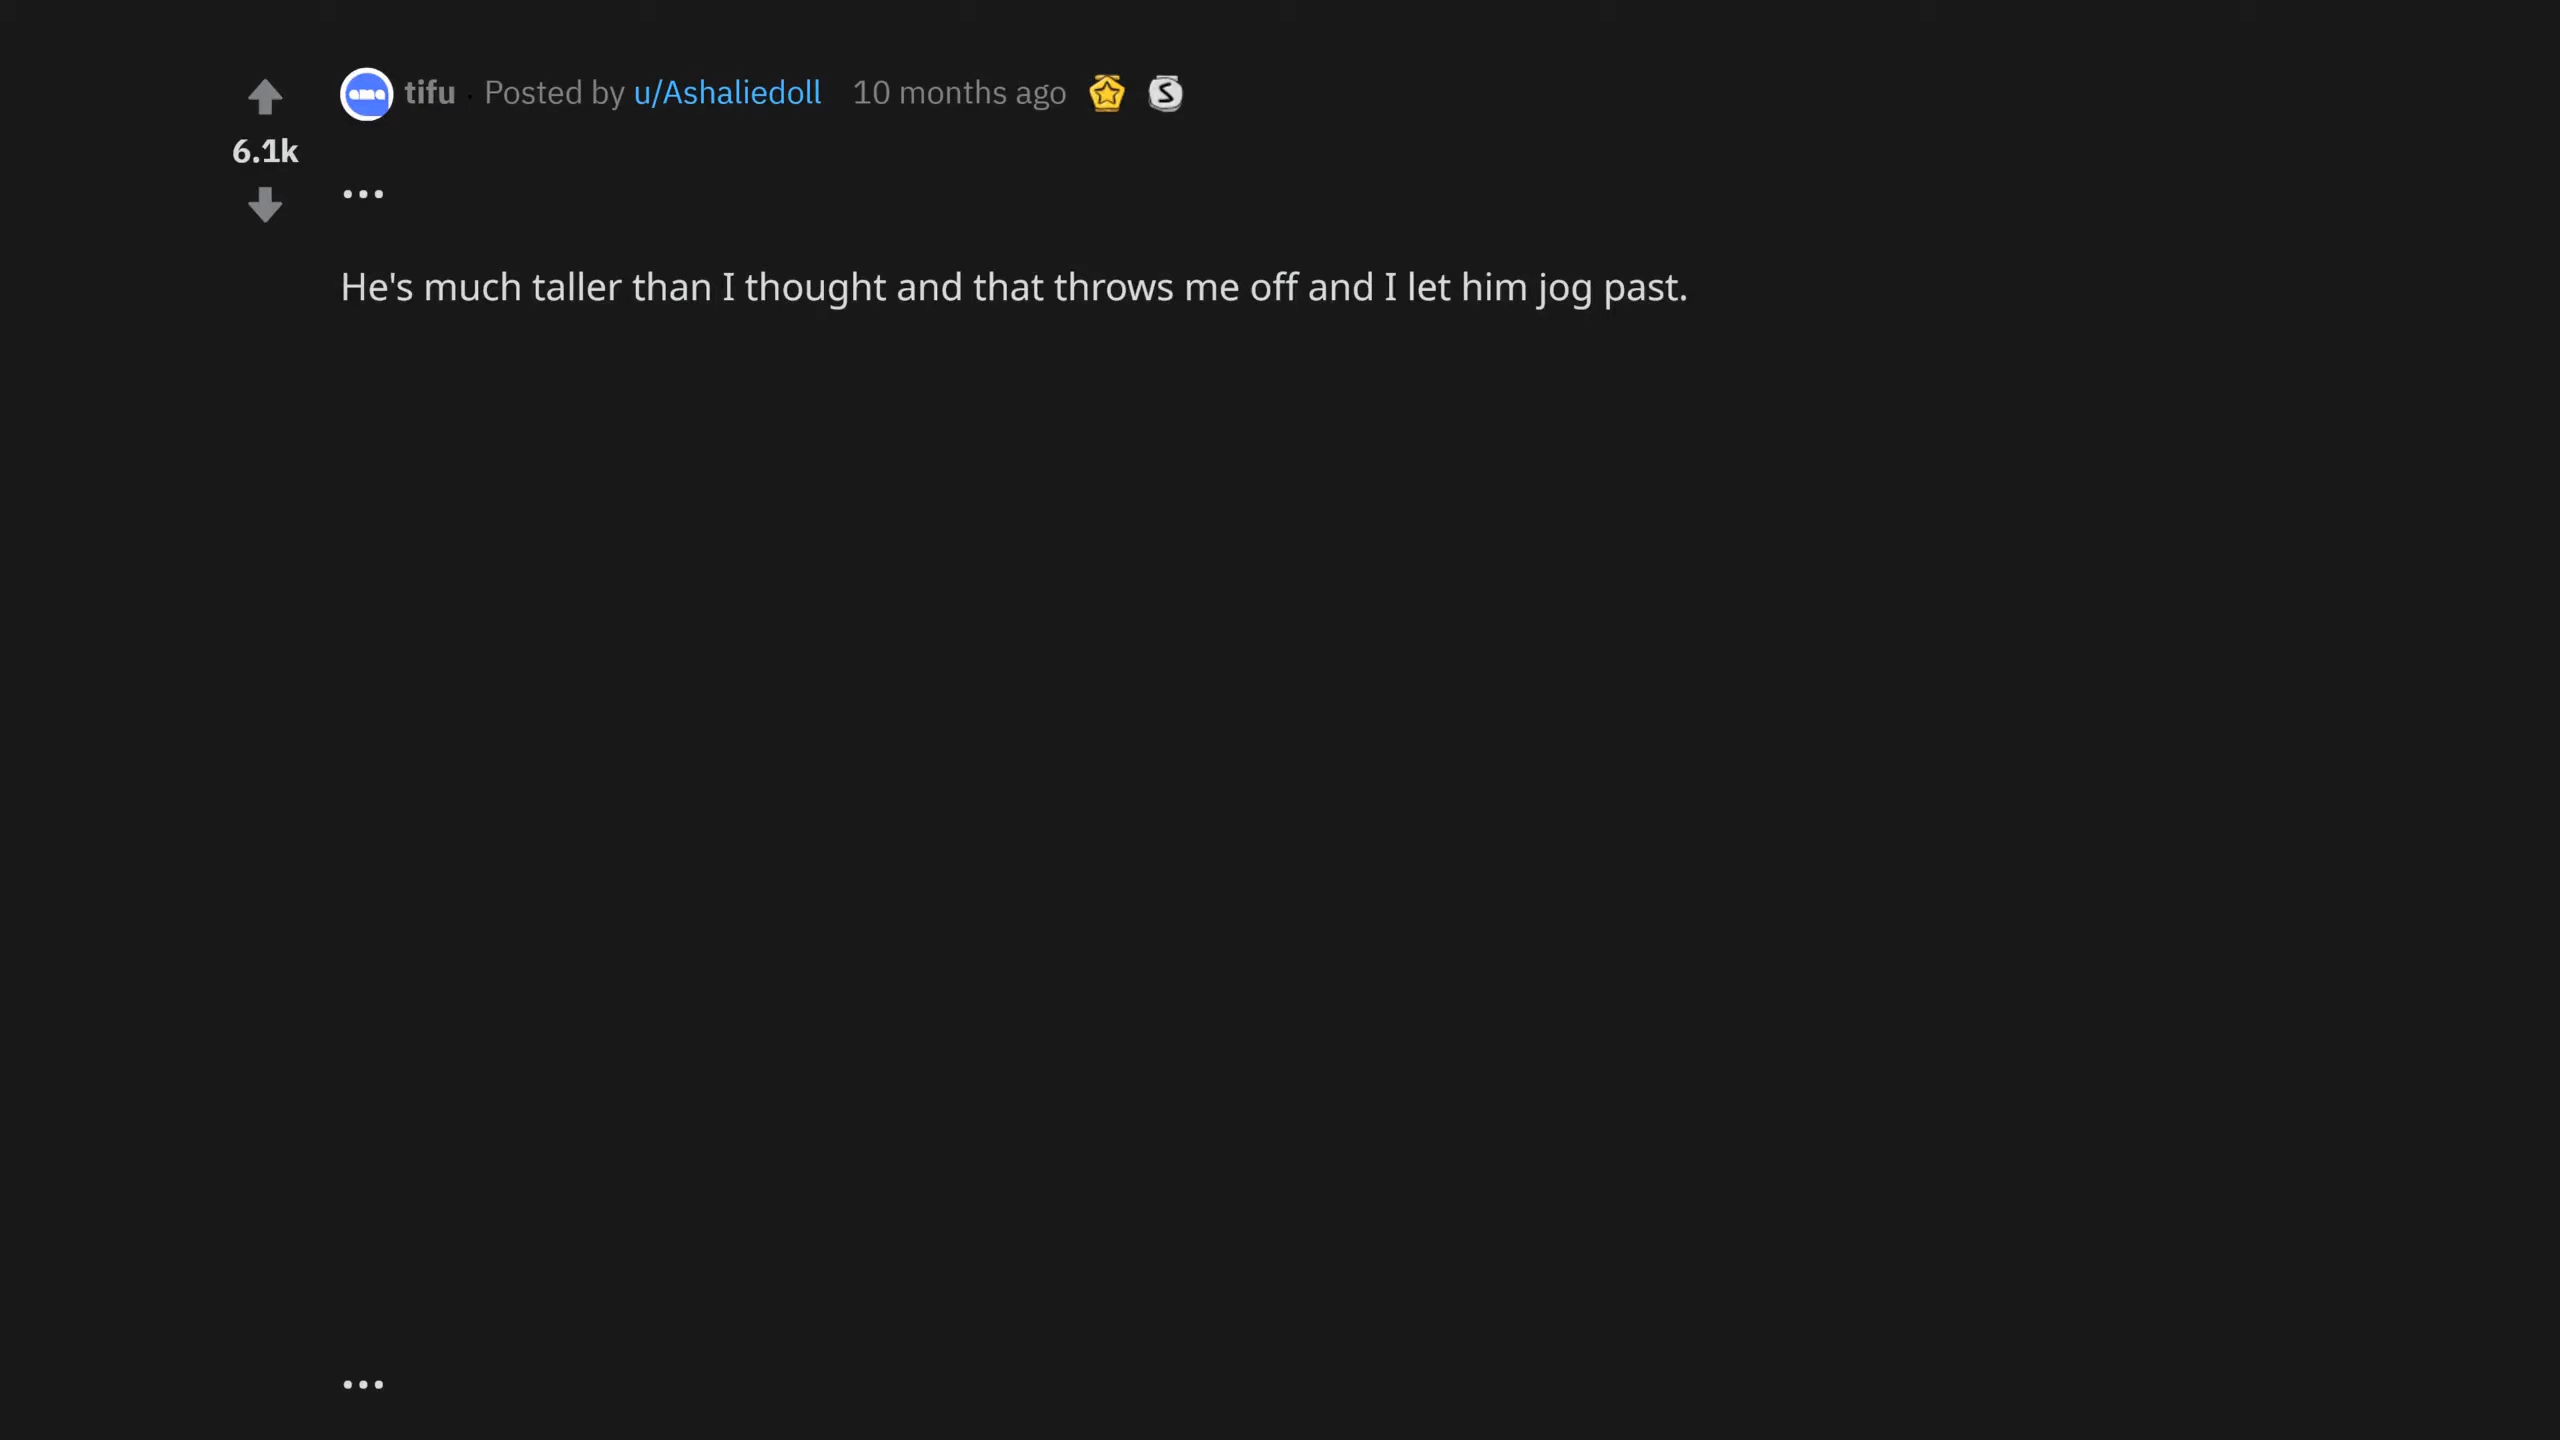 tifu · Posted by u/Ashaliedoll 10 months ago
6.1k
...
He's much taller than I thought and that throws me off and I let him jog past.
...